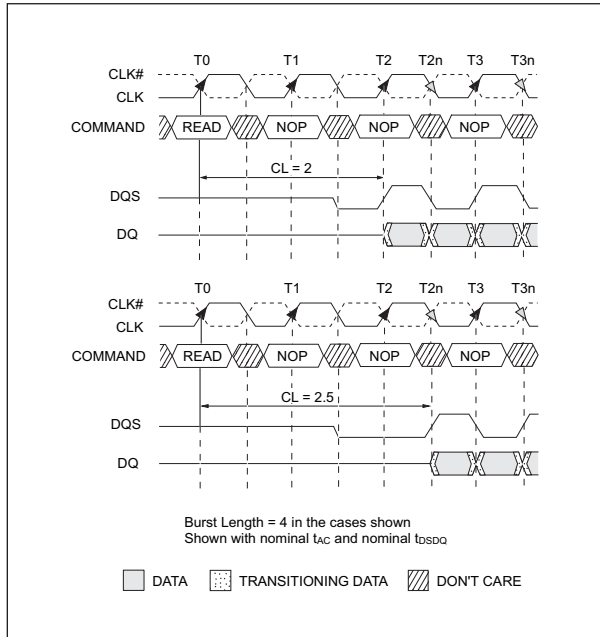 T0 T1 T2 T2n T3 T3n
CLK#
CLK
COMMAND READ NOP NOP NOP
CL = 2
DQS
DQ
T0 T1 T2 T2n T3 T3n
CLK#
CLK
COMMAND READ NOP NOP NOP
CL = 2.5
DQS
DQ
Burst Length = 4 in the cases shown
Shown with nominal tAC and nominal tDSDQ
DATA TRANSITIONING DATA DON'T CARE